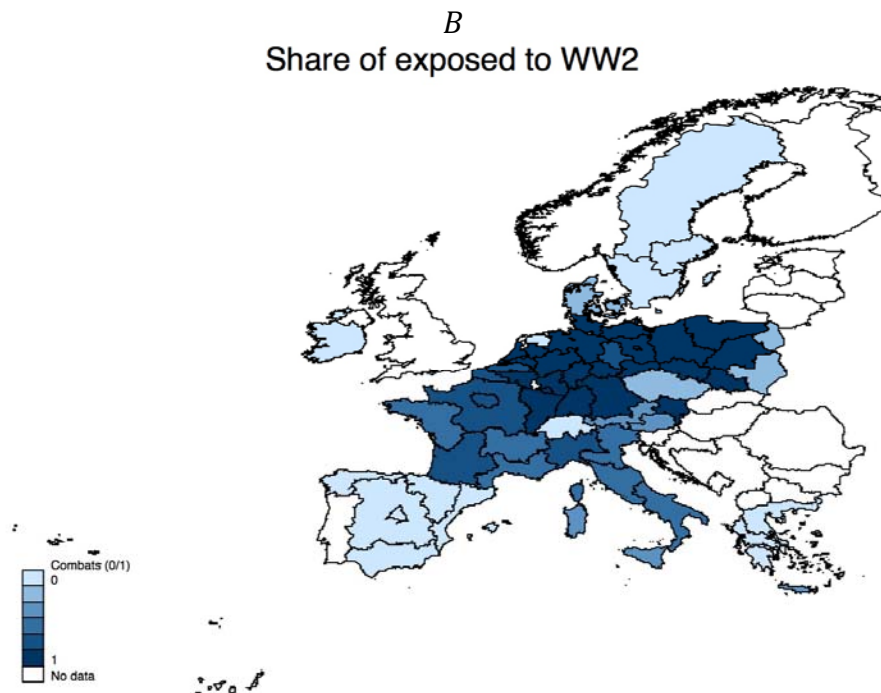 B
Share of exposed to WW2
Combats (0/1)
0
1
No data